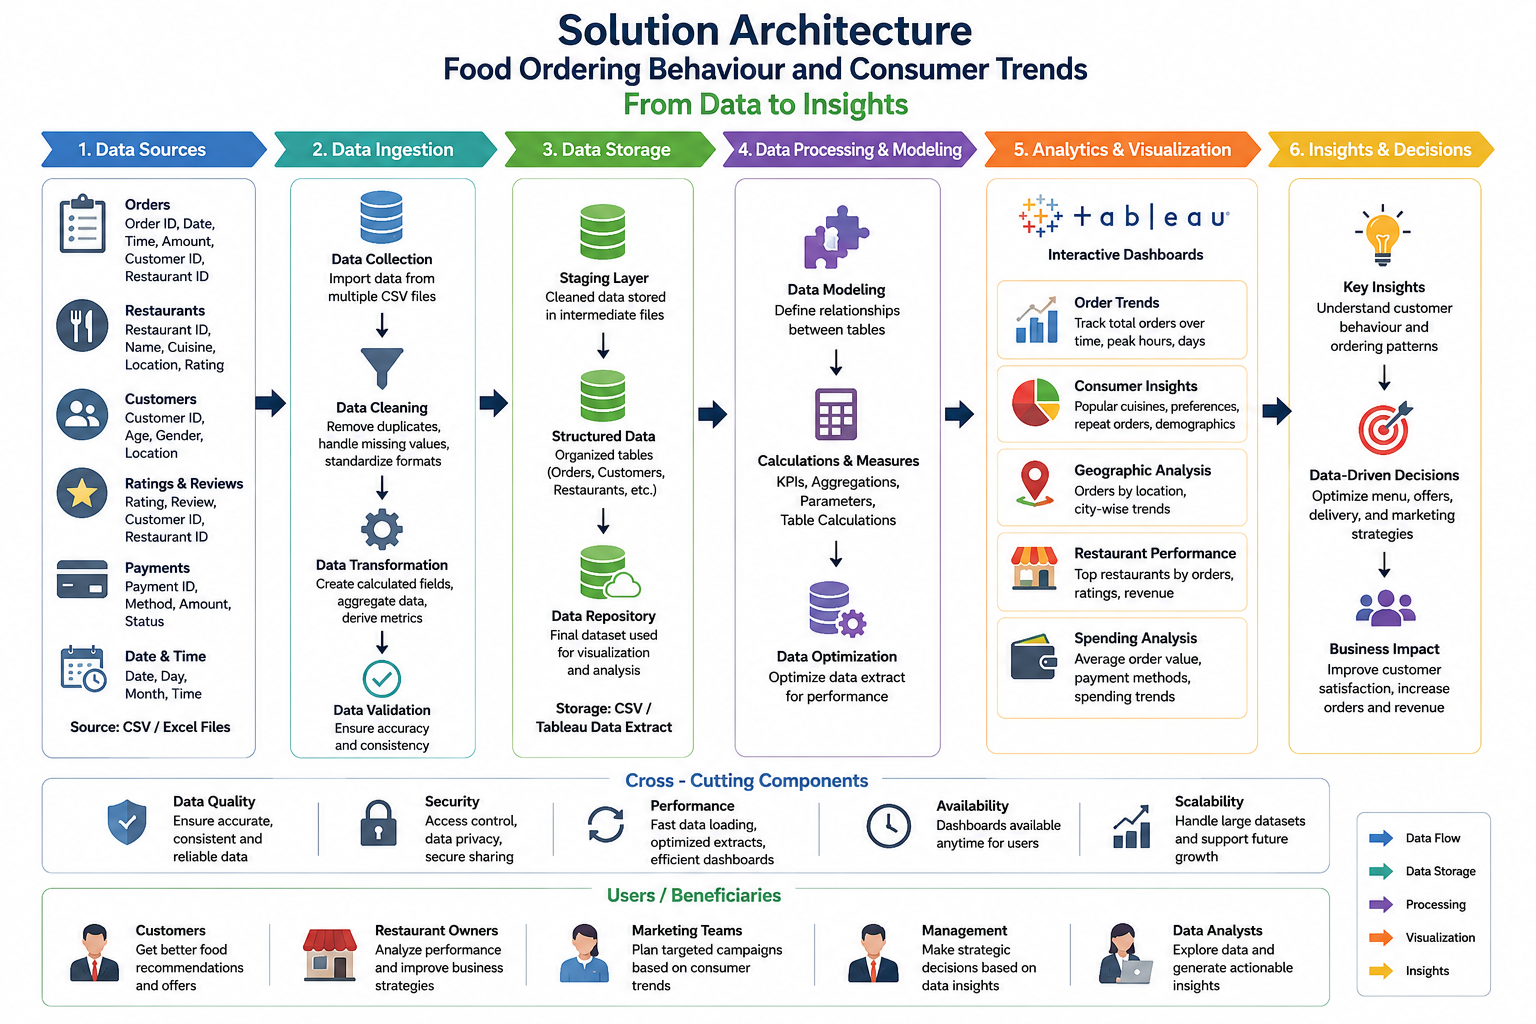 Solution Architecture
Food Ordering Behaviour and Consumer Trends
From Data to Insights
1. Data Sources
2. Data Ingestion
3. Data Storage
4. Data Processing & Modeling
5. Analytics & Visualization
6. Insights & Decisions
Orders
Order ID, Date,
Time, Amount,
Customer ID,
Restaurant ID
Restaurants
Restaurant ID,
Name, Cuisine,
Location, Rating
Customers
Customer ID,
Age, Gender,
Location
Ratings & Reviews
Rating, Review,
Customer ID,
Restaurant ID
Payments
Payment ID,
Method, Amount,
Status
Date & Time
Date, Day,
Month, Time
Source: CSV / Excel Files
Data Collection
Import data from
multiple CSV files
Data Cleaning
Remove duplicates,
handle missing values,
standardize formats
Data Transformation
Create calculated fields,
aggregate data,
derive metrics
Data Validation
Ensure accuracy
and consistency
Staging Layer
Cleaned data stored
in intermediate files
Structured Data
Organized tables
(Orders, Customers,
Restaurants, etc.)
Data Repository
Final dataset used
for visualization
and analysis
Storage: CSV /
Tableau Data Extract
Data Modeling
Define relationships
between tables
Calculations & Measures
KPIs, Aggregations,
Parameters,
Table Calculations
Data Optimization
Optimize data extract
for performance
+ableau
Interactive Dashboards
Order Trends
Track total orders over
time, peak hours, days
Consumer Insights
Popular cuisines, preferences,
repeat orders, demographics
Geographic Analysis
Orders by location,
city-wise trends
Restaurant Performance
Top restaurants by orders,
ratings, revenue
Spending Analysis
Average order value,
payment methods,
spending trends
Key Insights
Understand customer
behaviour and
ordering patterns
Data-Driven Decisions
Optimize menu, offers,
delivery, and marketing
strategies
Business Impact
Improve customer
satisfaction, increase
orders and revenue
Cross - Cutting Components
Data Quality
Ensure accurate,
consistent and
reliable data
Security
Access control,
data privacy,
secure sharing
Performance
Fast data loading,
optimized extracts,
efficient dashboards
Availability
Dashboards available
anytime for users
Scalability
Handle large datasets
and support future
growth
Users / Beneficiaries
Customers
Get better food
recommendations
and offers
Restaurant Owners
Analyze performance
and improve business
strategies
Marketing Teams
Plan targeted campaigns
based on consumer
trends
Management
Make strategic
decisions based on
data insights
Data Analysts
Explore data and
generate actionable
insights
Data Flow
Data Storage
Processing
Visualization
Insights